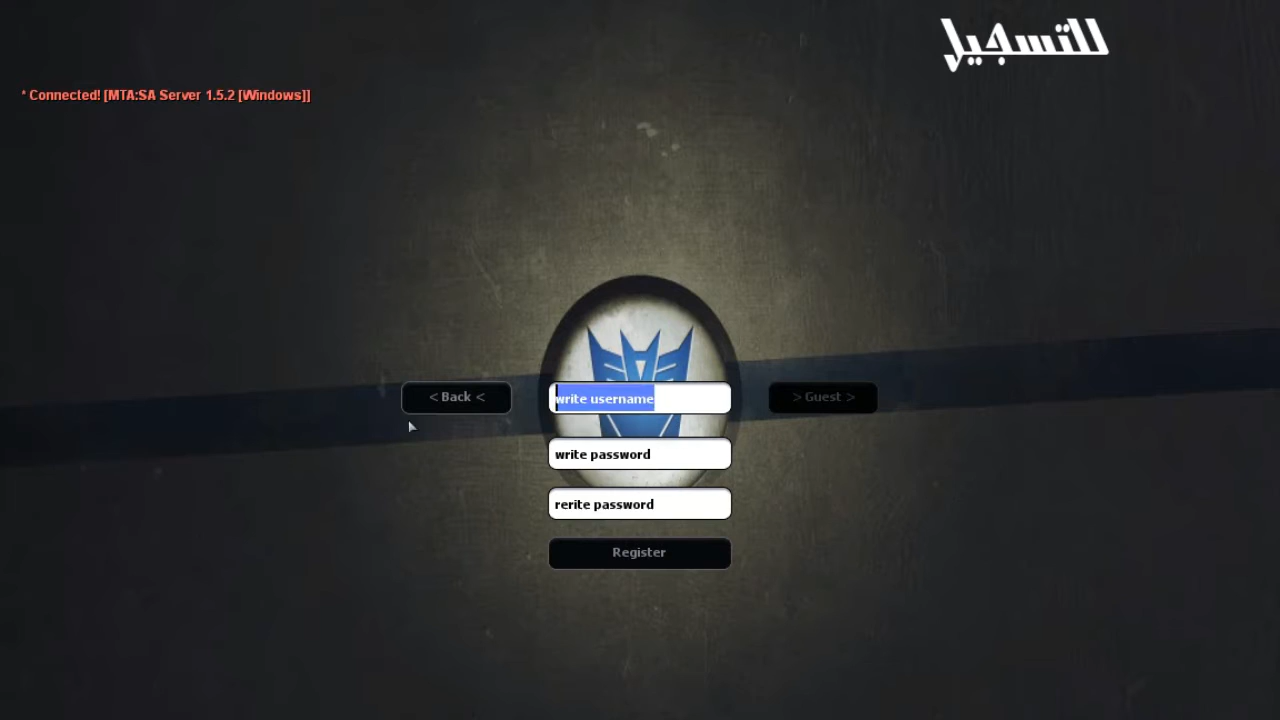 للتسجيل
* Connected! [MTA:SA Server 1.5.2 [Windows]]
< Back <
write username
> Guest >
write password
rerite password
Register